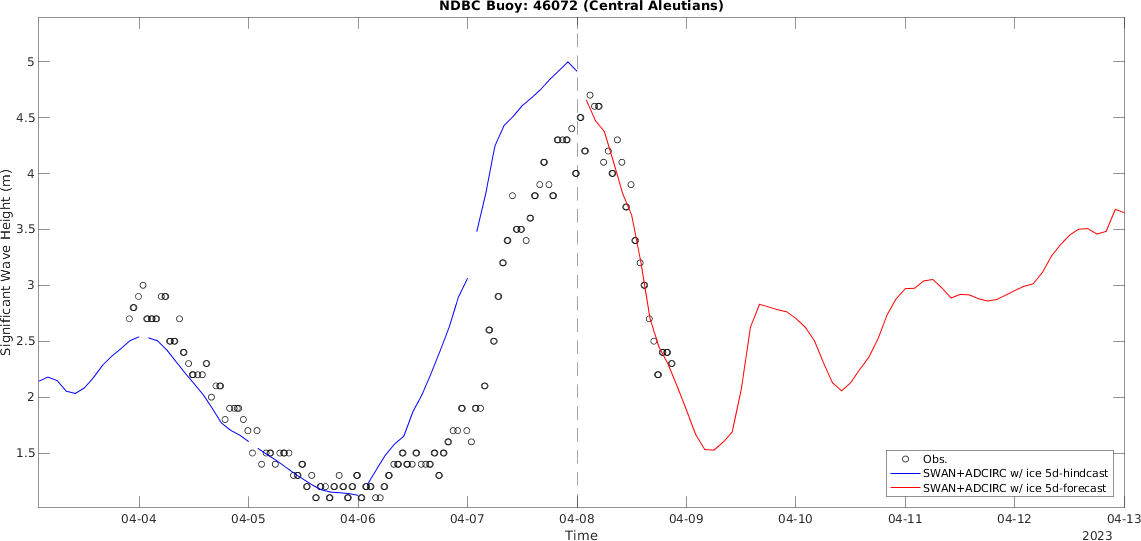 NDBC Buoy: 46072 (Central Aleutians)
Significant Wave Height (m)
5
4.5
4
3.5
3
2.5
2
1.5
Obs.
SWAN+ADCIRC w/ ice 5d-hindcast
SWAN+ADCIRC w/ ice 5d-forecast
04-04 04-05 04-06 04-07 04-08 04-09 04-10 04-11 04-12 04-13
Time
2023